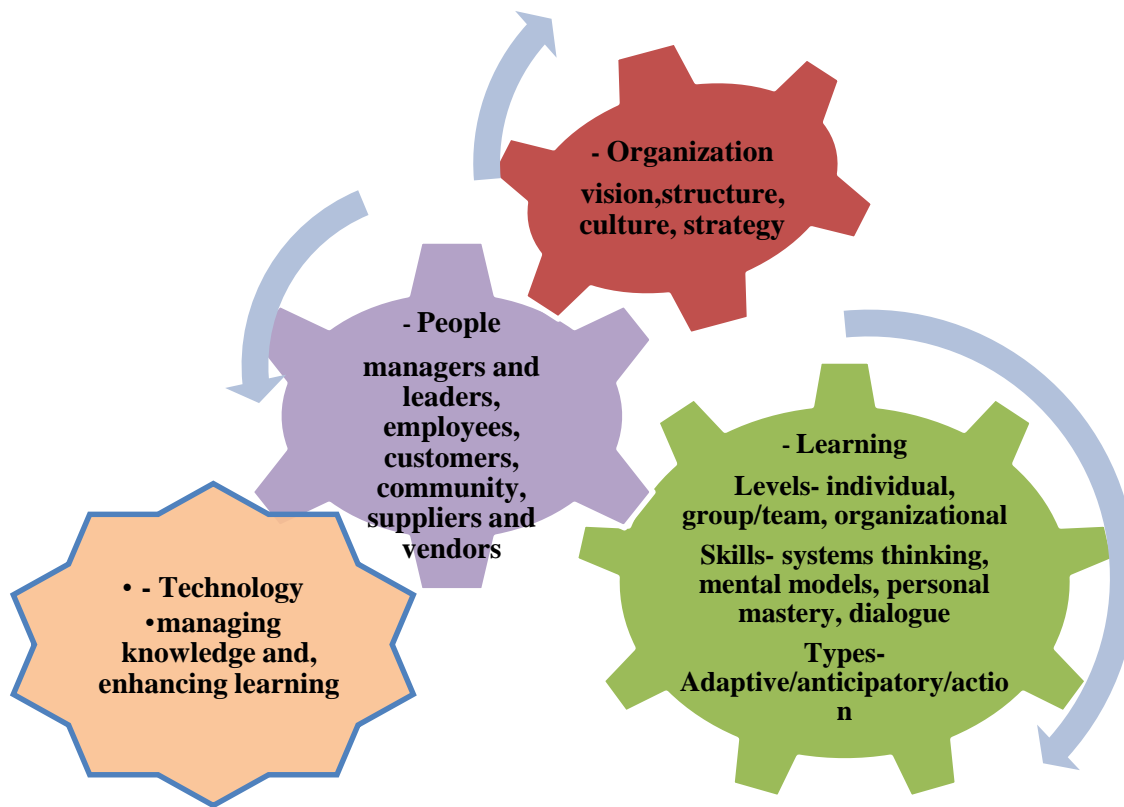 - Organization
vision,structure,
culture, strategy
- People
managers and
leaders,
employees,
customers,
community,
suppliers and
vendors
- Learning
Levels- individual,
group/team, organizational
Skills- systems thinking,
mental models, personal
mastery, dialogue
Types-
Adaptive/anticipatory/actio
n
• - Technology
•managing
knowledge and,
enhancing learning